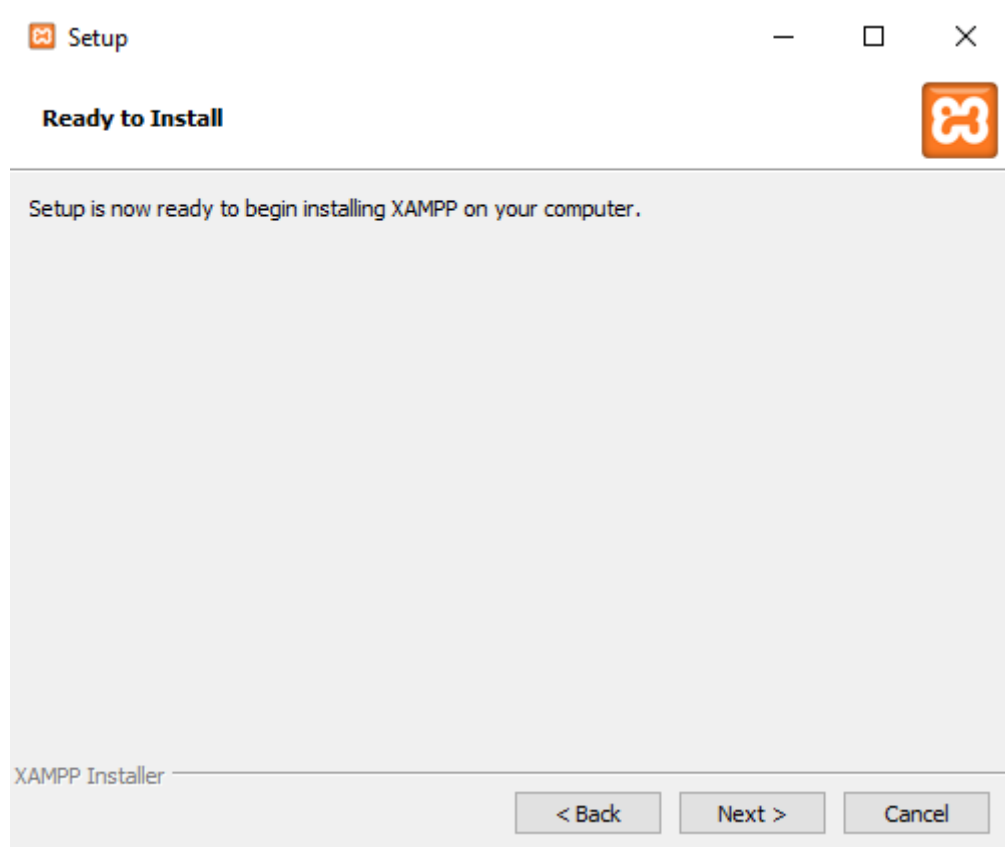 Setup
Ready to Install
Setup is now ready to begin installing XAMPP on your computer.
XAMPP Installer
< Back Next > Cancel